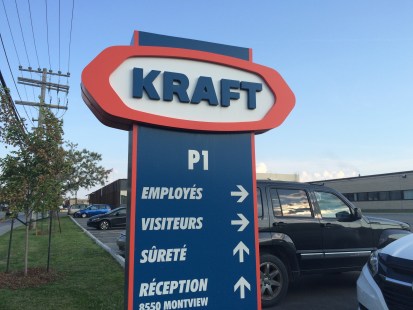 KRAFT
P1
EMPLOYÉS →
VISITEURS →
SÛRETÉ ↑
RÉCEPTION ↑
8550 MONTVIEW